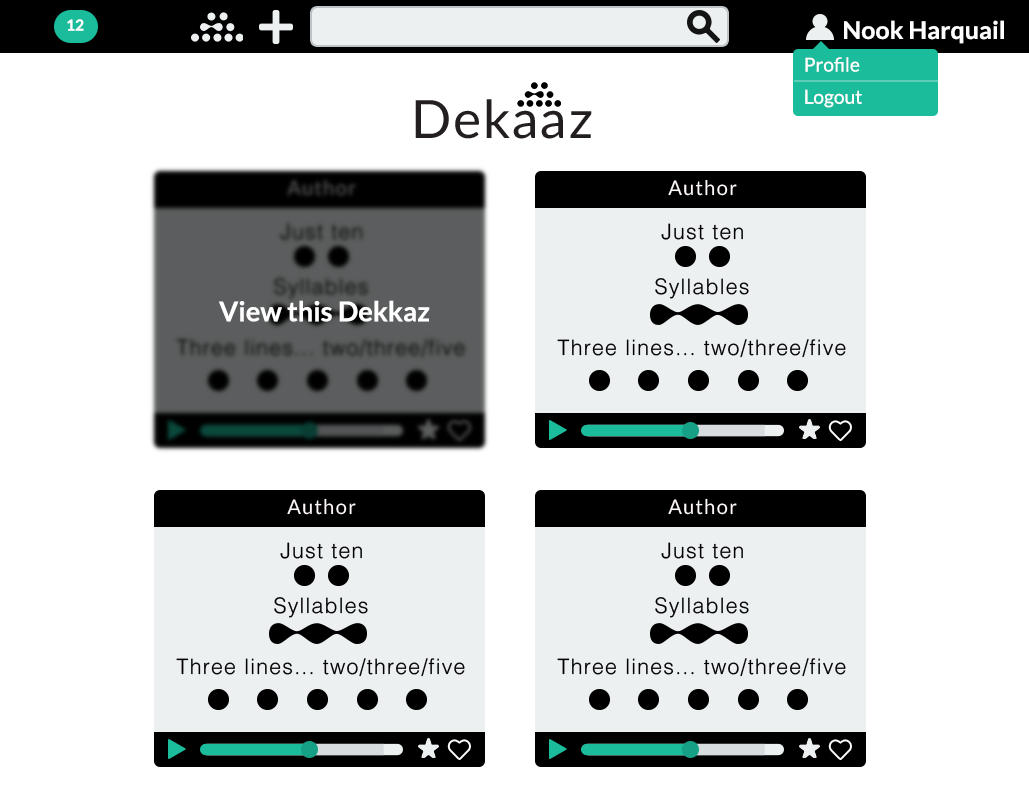 12
Nook Harquail
Profile
Logout
Dekaaz
Author
Just ten
Syllables
View this Dekkaz
Three lines... two/three/five
Author
Just ten
Syllables
Three lines... two/three/five
Author
Just ten
Syllables
Three lines... two/three/five
Author
Just ten
Syllables
Three lines... two/three/five